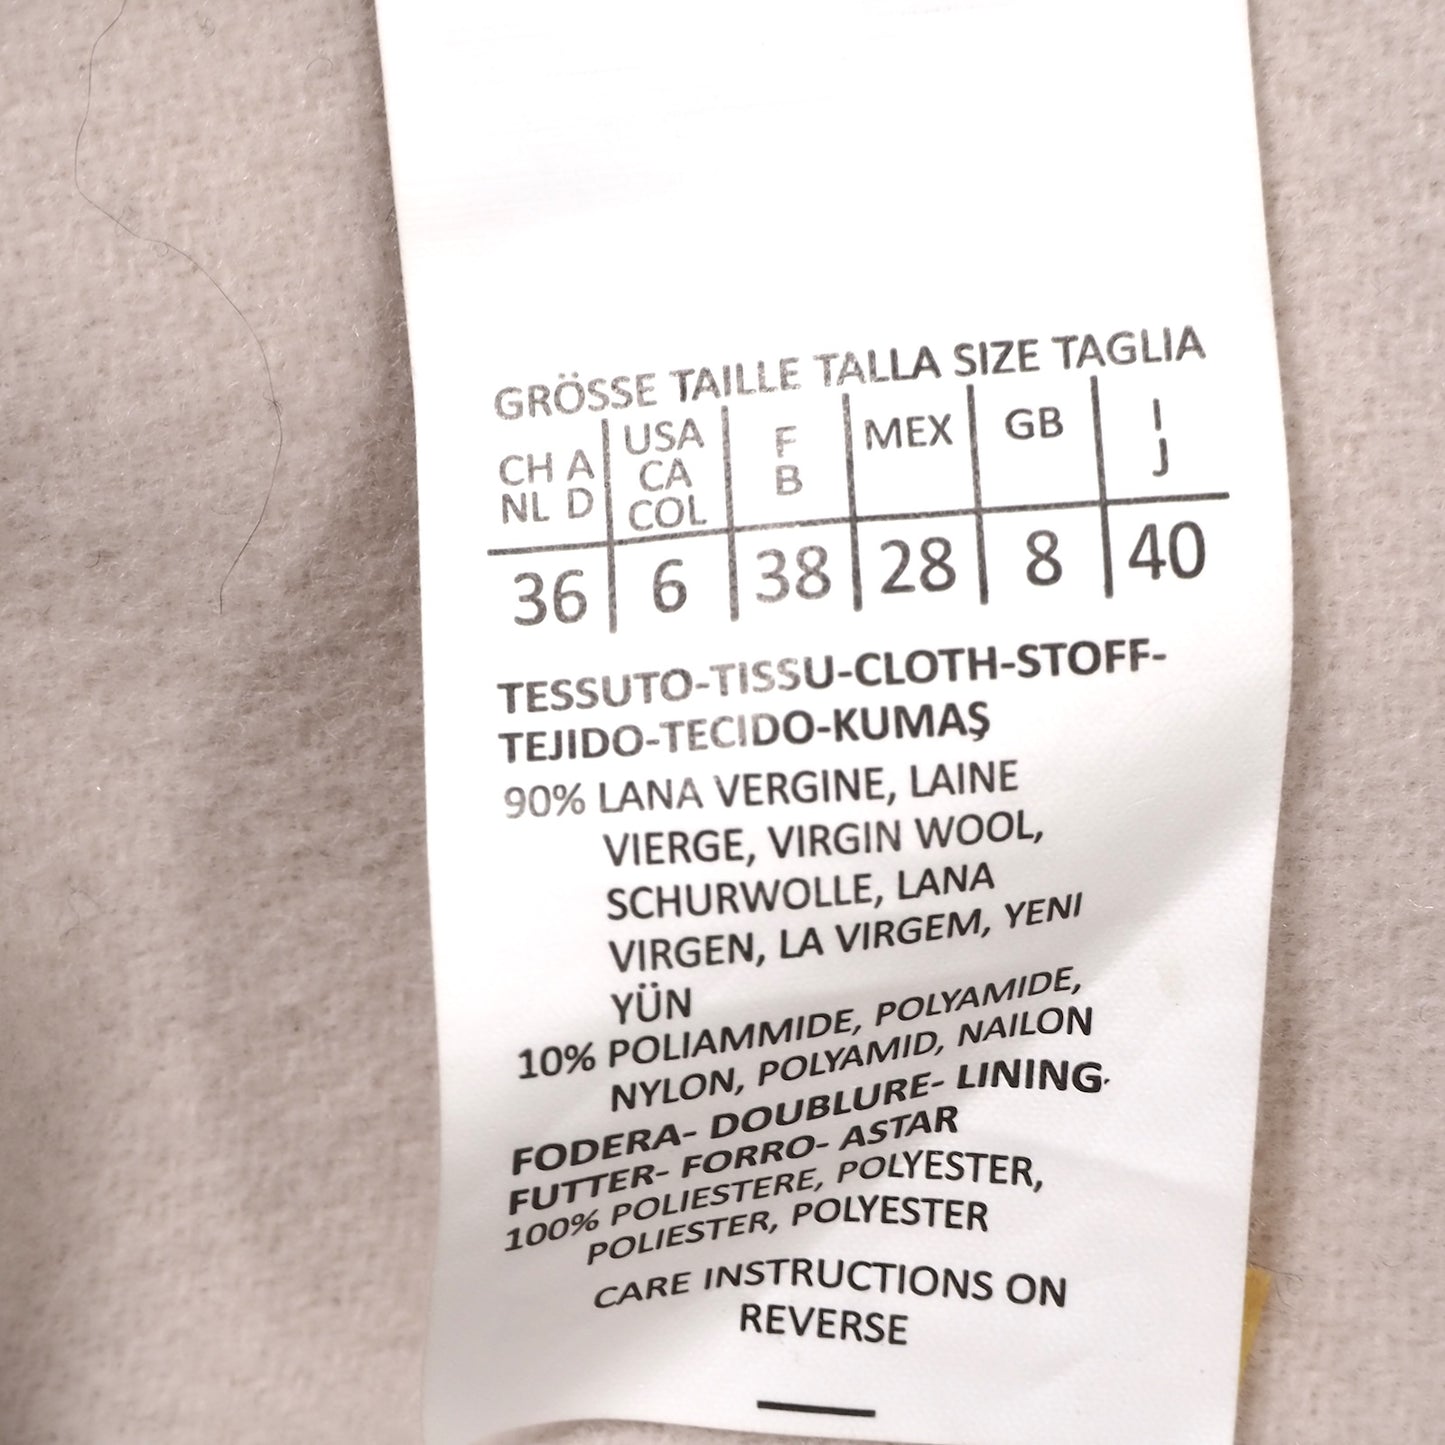 GRÖSSE TAILLE TALLA SIZE TAGLIA
CH A NL D | USA CA COL | F B | MEX | GB | I J
36 | 6 | 38 | 28 | 8 | 40
TESSUTO-TISSU-CLOTH-STOFF-
TEJIDO-TECIDO-KUMAŞ
90% LANA VERGINE, LAINE
VIERGE, VIRGIN WOOL,
SCHURWOLLE, LANA
VIRGEN, LA VIRGEM, YENI
YÜN
10% POLIAMMIDE, POLYAMIDE,
NYLON, POLYAMID, NAILON
FODERA- DOUBLURE- LINING-
FUTTER- FORRO- ASTAR
100% POLIESTERE, POLYESTER,
POLIESTER, POLYESTER
CARE INSTRUCTIONS ON
REVERSE